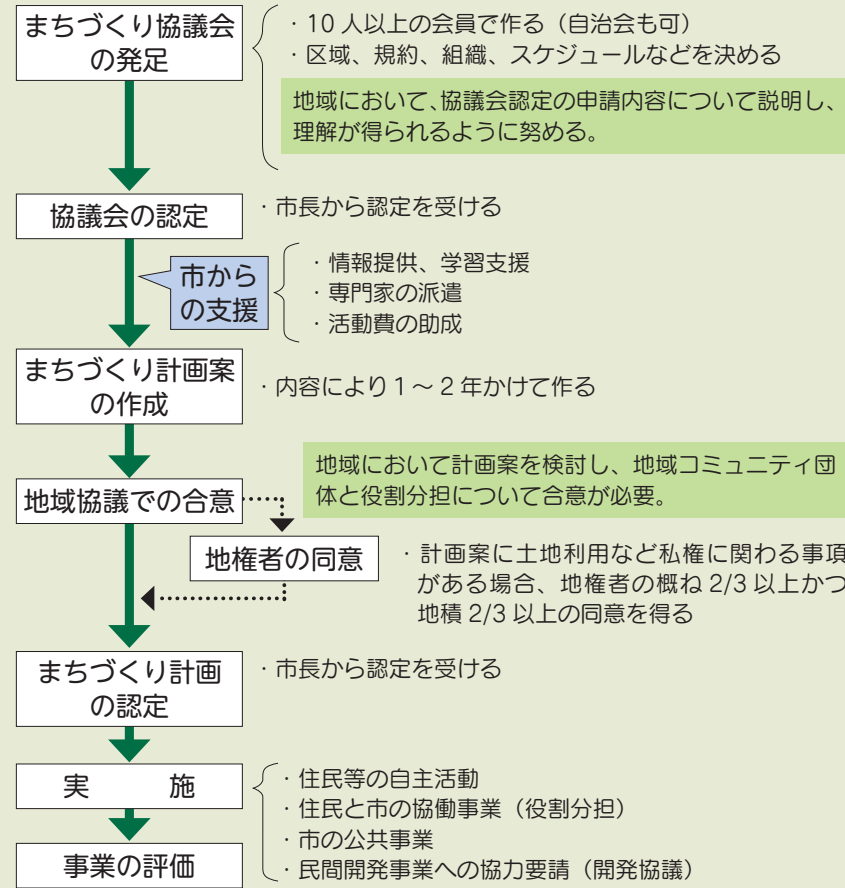 まちづくり協議会
の発足
・10人以上の会員で作る（自治会も可）
・区域、規約、組織、スケジュールなどを決める
地域において、協議会認定の申請内容について説明し、
理解が得られるように努める。
協議会の認定
・市長から認定を受ける
市から
の支援
・情報提供、学習支援
・専門家の派遣
・活動費の助成
まちづくり計画案
の作成
・内容により1～2年かけて作る
地域において計画案を検討し、地域コミュニティ団
体と役割分担について合意が必要。
地域協議での合意
地権者の同意
・計画案に土地利用など私権に関わる事項
がある場合、地権者の概ね2/3以上かつ
地積2/3以上の同意を得る
まちづくり計画
の認定
・市長から認定を受ける
実　　施
・住民等の自主活動
・住民と市の協働事業（役割分担）
・市の公共事業
・民間開発事業への協力要請（開発協議）
事業の評価